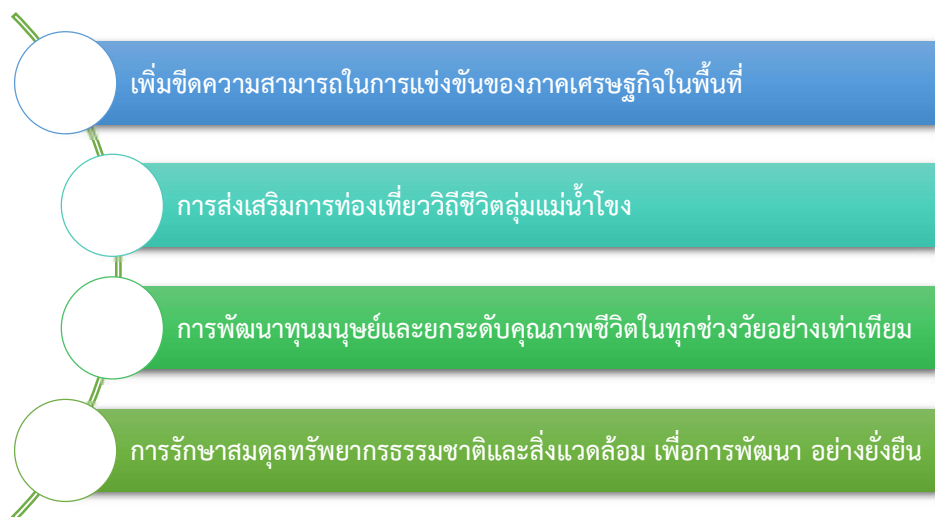 เพิ่มขีดความสามารถในการแข่งขันของภาคเศรษฐกิจในพื้นที่
การส่งเสริมการท่องเที่ยววิถีชีวิตลุ่มแม่น้ำโขง
การพัฒนาทุนมนุษย์และยกระดับคุณภาพชีวิตในทุกช่วงวัยอย่างเท่าเทียม
การรักษาสมดุลทรัพยากรธรรมชาติและสิ่งแวดล้อม เพื่อการพัฒนา อย่างยั่งยืน